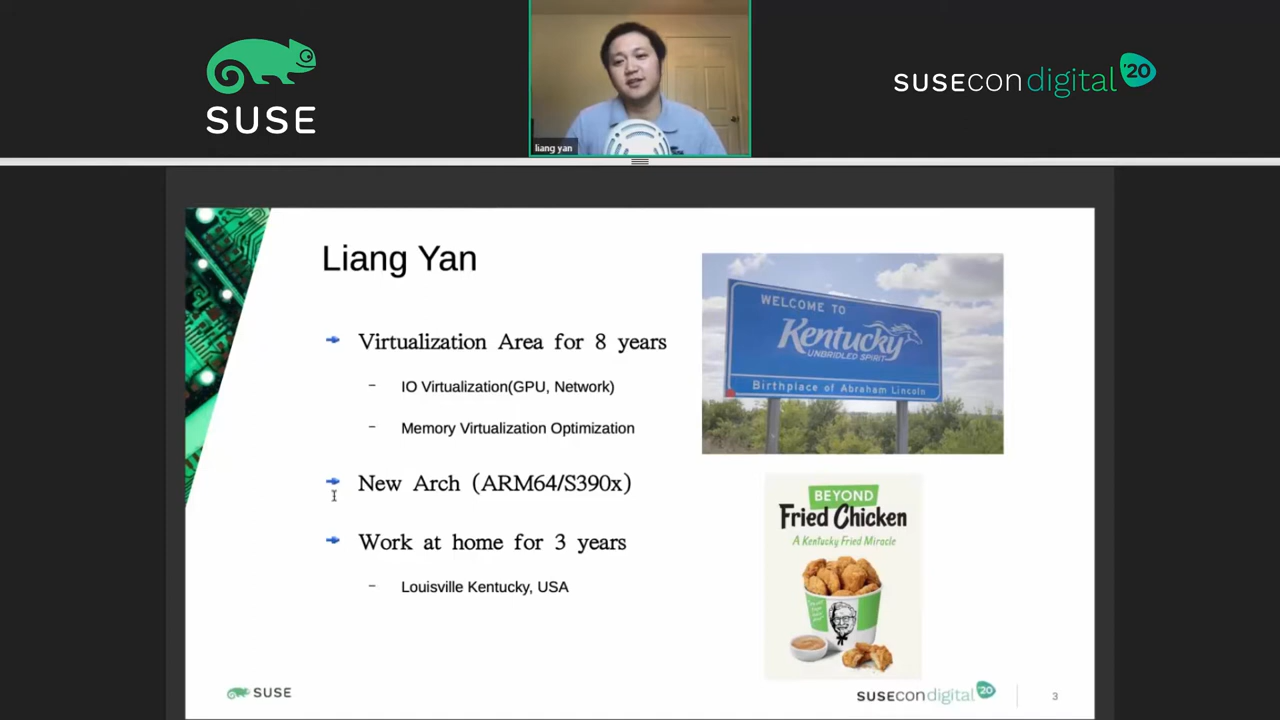 SUSE
liang yan
SUSEcon digital '20
Liang Yan
Virtualization Area for 8 years
– IO Virtualization(GPU, Network)
– Memory Virtualization Optimization
New Arch (ARM64/S390x)
Work at home for 3 years
– Louisville Kentucky, USA
WELCOME TO
Kentucky
UNBRIDLED SPIRIT
Birthplace of Abraham Lincoln
BEYOND
Fried Chicken
A Kentucky Fried Miracle
SUSE
SUSEcon digital '20
3